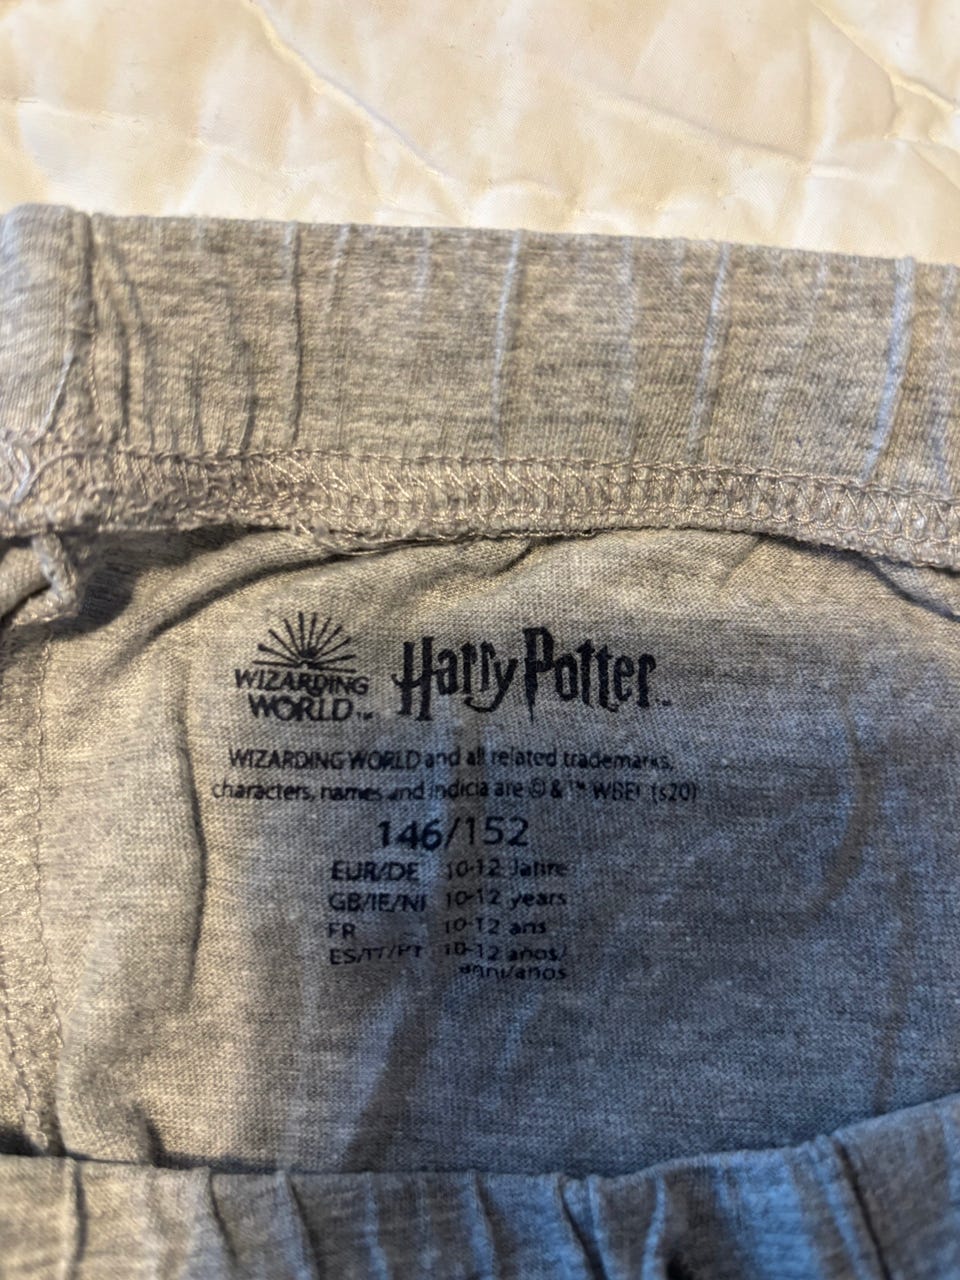 WIZARDING
WORLD™
Harry Potter™
WIZARDING WORLD and all related trademarks,
characters, names and indicia are © & ™ WBEI (s20)
146/152
EUR/DE 10-12 Jahre
GB/IE/NI 10-12 years
FR 10-12 ans
ES/IT/PT 10-12 años/
anni/anos